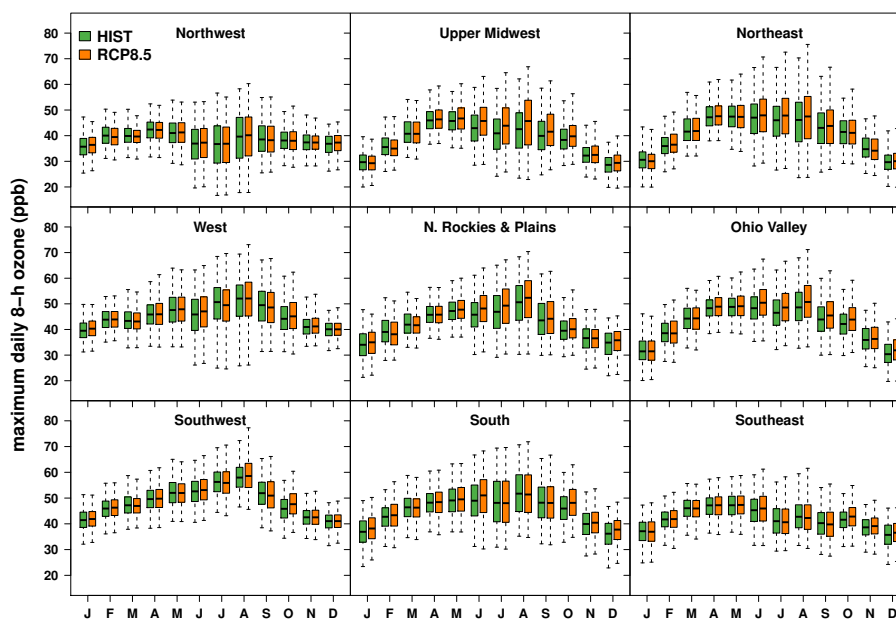 Northwest
Upper Midwest
Northeast
HIST
RCP8.5
80
70
60
50
40
30
20
West
N. Rockies & Plains
Ohio Valley
80
70
60
50
40
30
20
Southwest
South
Southeast
80
70
60
50
40
30
20
maximum daily 8−h ozone (ppb)
J F M A M J J A S O N D
J F M A M J J A S O N D
J F M A M J J A S O N D